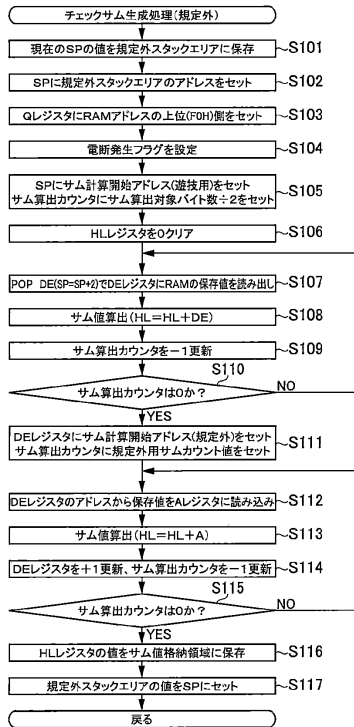 チェックサム生成処理(規定外)
現在のSPの値を規定外スタックエリアに保存
S101
SPに規定外スタックエリアのアドレスをセット
S102
QレジスタにRAMアドレスの上位(F0H)側をセット
S103
電断発生フラグを設定
S104
SPにサム計算開始アドレス(遊技用)をセット
サム算出カウンタにサム算出対象バイト数÷2をセット
S105
HLレジスタを0クリア
S106
POP DE(SP=SP+2)でDEレジスタにRAMの保存値を読み出し
S107
サム値算出(HL=HL+DE)
S108
サム算出カウンタを−1更新
S109
S110
サム算出カウンタは0か?
NO
YES
DEレジスタにサム計算開始アドレス(規定外)をセット
サム算出カウンタに規定外用サムカウント値をセット
S111
DEレジスタのアドレスから保存値をAレジスタに読み込み
S112
サム値算出(HL=HL+A)
S113
DEレジスタを+1更新、サム算出カウンタを−1更新
S114
S115
サム算出カウンタは0か?
NO
YES
HLレジスタの値をサム値格納領域に保存
S116
規定外スタックエリアの値をSPにセット
S117
戻る